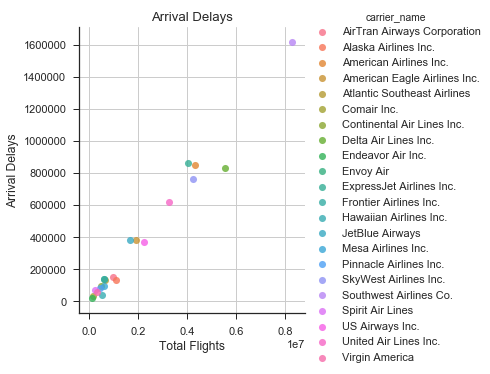 Arrival Delays
carrier_name
AirTran Airways Corporation
Alaska Airlines Inc.
American Airlines Inc.
American Eagle Airlines Inc.
Atlantic Southeast Airlines
Comair Inc.
Continental Air Lines Inc.
Delta Air Lines Inc.
Endeavor Air Inc.
Envoy Air
ExpressJet Airlines Inc.
Frontier Airlines Inc.
Hawaiian Airlines Inc.
JetBlue Airways
Mesa Airlines Inc.
Pinnacle Airlines Inc.
SkyWest Airlines Inc.
Southwest Airlines Co.
Spirit Air Lines
US Airways Inc.
United Air Lines Inc.
Virgin America
Arrival Delays
1600000
1400000
1200000
1000000
800000
600000
400000
200000
0
0.0 0.2 0.4 0.6 0.8
1e7
Total Flights